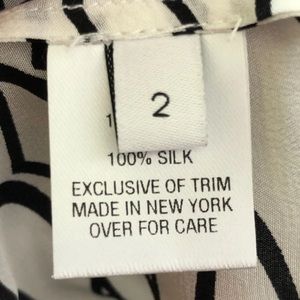 2
100% SILK
EXCLUSIVE OF TRIM
MADE IN NEW YORK
OVER FOR CARE